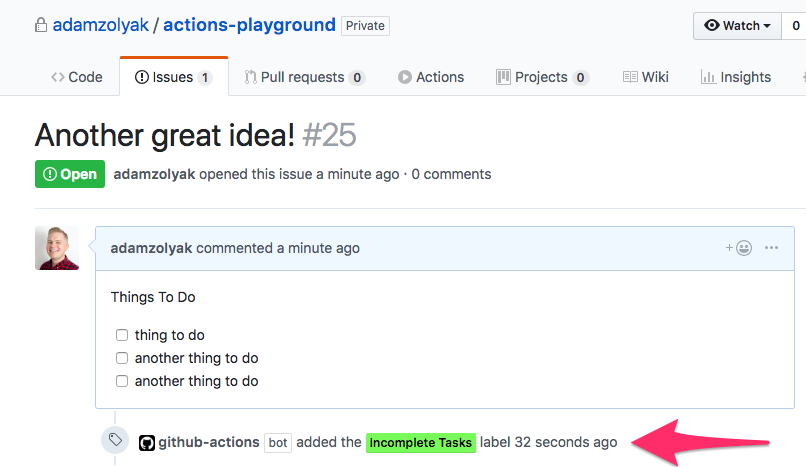 adamzolyak / actions-playground Private
Watch 0
Code Issues 1 Pull requests 0 Actions Projects 0 Wiki Insights
Another great idea! #25
Open adamzolyak opened this issue a minute ago · 0 comments
adamzolyak commented a minute ago
Things To Do
thing to do
another thing to do
another thing to do
github-actions bot added the Incomplete Tasks label 32 seconds ago